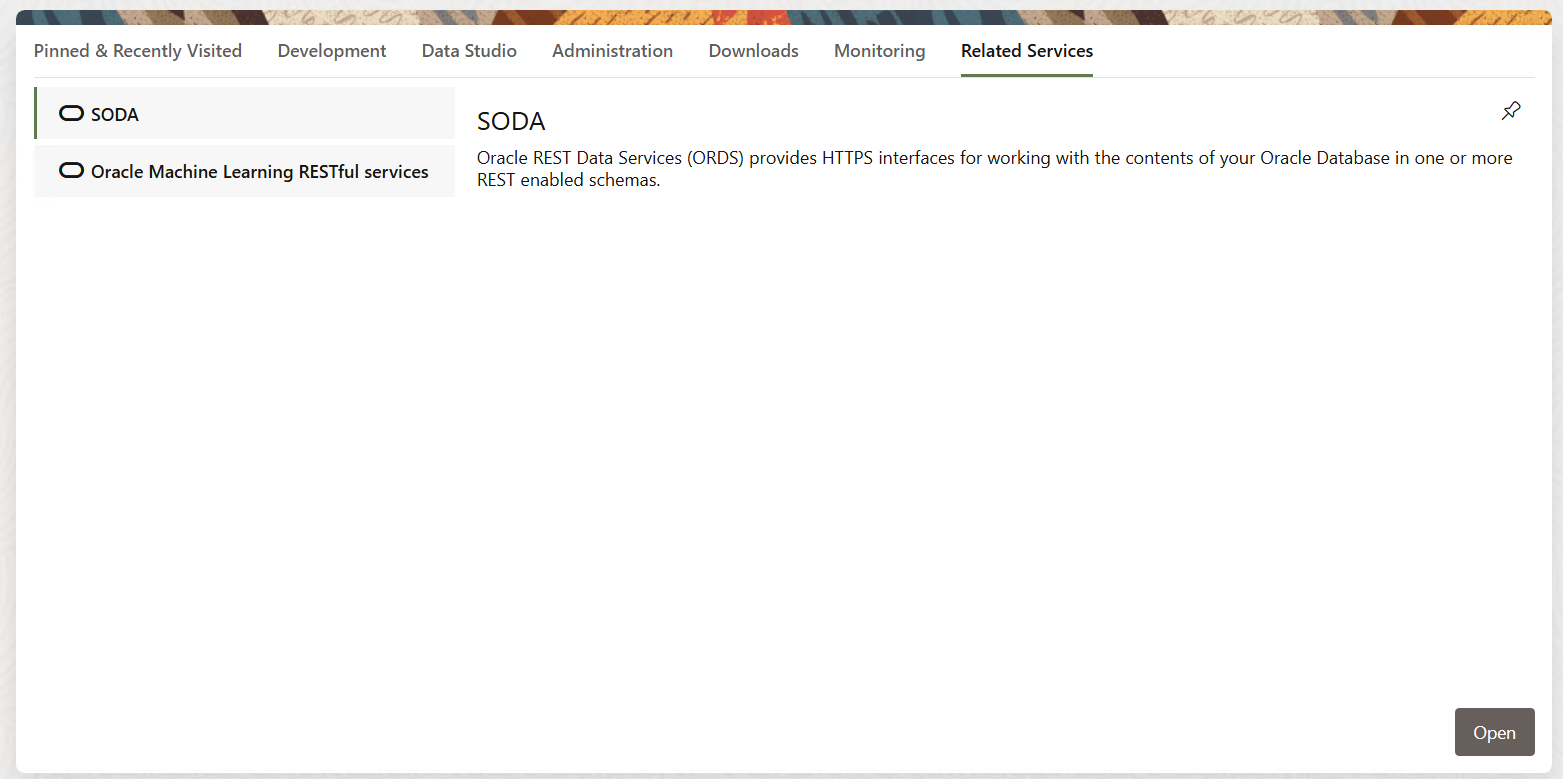 Pinned & Recently Visited Development Data Studio Administration Downloads Monitoring Related Services
SODA
Oracle Machine Learning RESTful services
SODA
Oracle REST Data Services (ORDS) provides HTTPS interfaces for working with the contents of your Oracle Database in one or more
REST enabled schemas.
Open